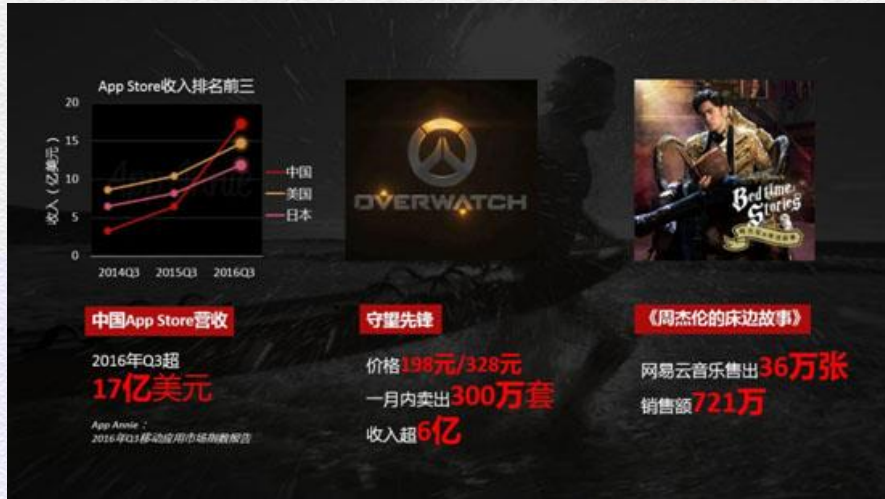 App Store收入排名前三
20
15
10
5
0
收入（亿美元）
2014Q3 2015Q3 2016Q3
中国
美国
日本
OVERWATCH
Bedtime
Stories
中国App Store营收
2016年Q3超
17亿美元
App Annie：
2016年Q3移动应用市场指数报告
守望先锋
价格198元/328元
一月内卖出300万套
收入超6亿
《周杰伦的床边故事》
网易云音乐售出36万张
销售额721万